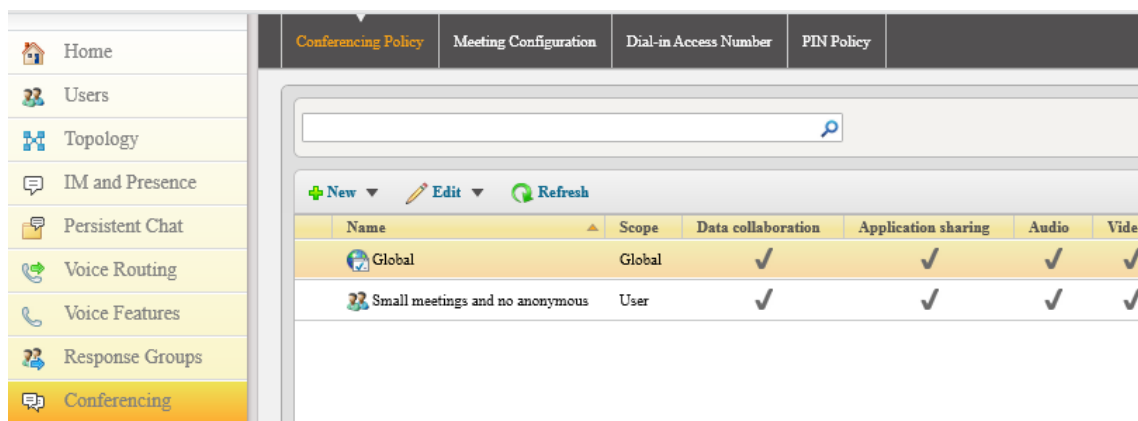 Home
Users
Topology
IM and Presence
Persistent Chat
Voice Routing
Voice Features
Response Groups
Conferencing
Conferencing Policy Meeting Configuration Dial-in Access Number PIN Policy
New Edit Refresh
Name Scope Data collaboration Application sharing Audio Vide
Global Global
Small meetings and no anonymous User